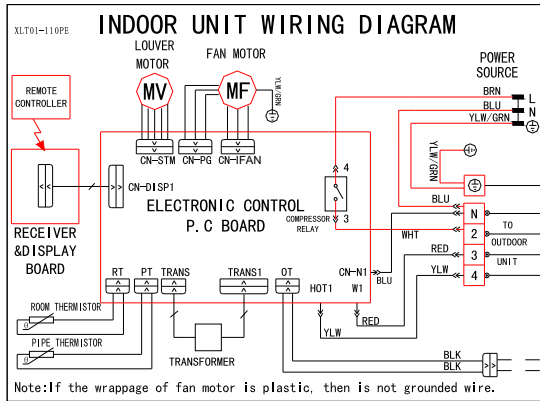 XLT01-110PE
INDOOR UNIT WIRING DIAGRAM
LOUVER
MOTOR
FAN MOTOR
POWER
SOURCE
REMOTE
CONTROLLER
MV
MF
YLW/GRN
BRN
L
BLU
N
YLW/GRN
CN-STM
CN-PG
CN-IFAN
4
YLW/GRN
CN-DISP1
ELECTRONIC CONTROL
P.C BOARD
3
COMPRESSOR
RELAY
BLU
N
WHT
2
TO
OUTDOOR
UNIT
RED
3
YLW
4
RECEIVER
&DISPLAY
BOARD
RT
PT
TRANS
TRANS1
OT
CN-N1
BLU
HOT1
W1
ROOM THERMISTOR
θ
RED
YLW
PIPE THERMISTOR
θ
TRANSFORMER
BLK
BLK
Note:If the wrappage of fan motor is plastic, then is not grounded wire.